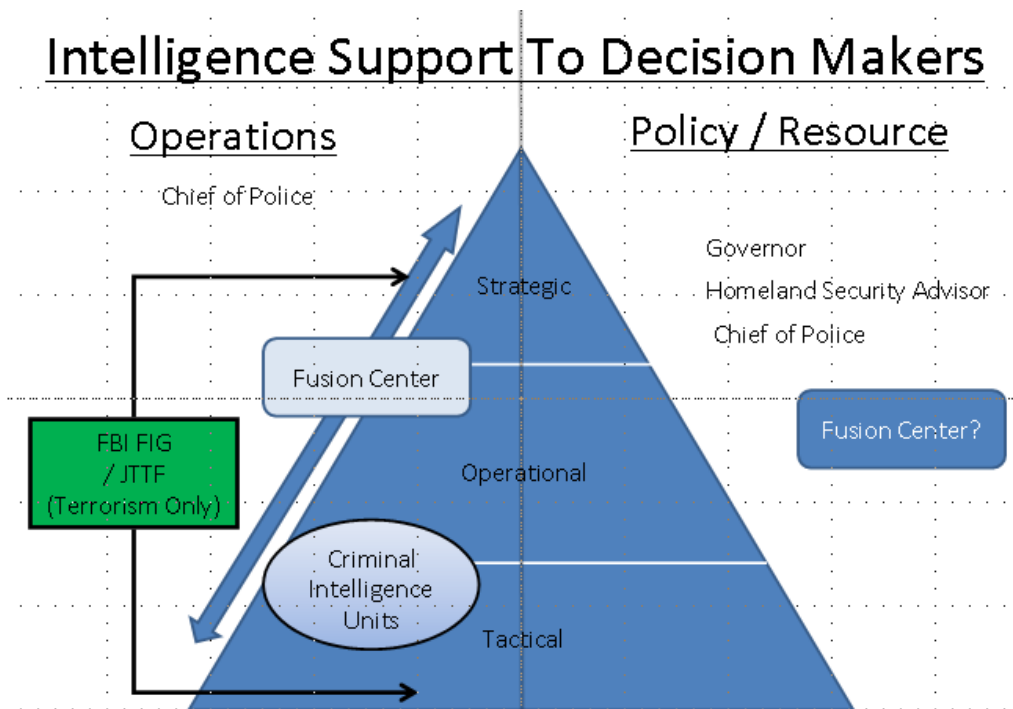 Intelligence Support To Decision Makers
Operations
Policy / Resource
Chief of Police
Governor
Homeland Security Advisor
Chief of Police
Strategic
Fusion Center
Fusion Center?
FBI FIG
/ JTTF
(Terrorism Only)
Operational
Criminal
Intelligence
Units
Tactical